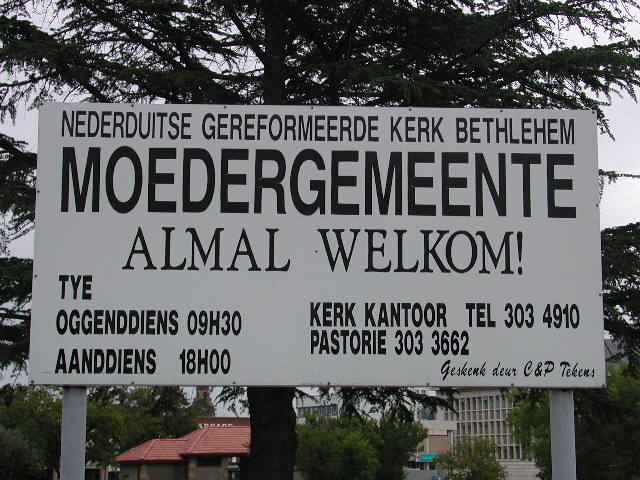 NEDERDUITSE GEREFORMEERDE KERK BETHLEHEM
MOEDERGEMEENTE
ALMAL WELKOM!
TYE
OGGENDDIENS 09H30
AANDDIENS 18H00
KERK KANTOOR TEL 303 4910
PASTORIE 303 3662
Geskenk deur C&P Tekens
ARCADE